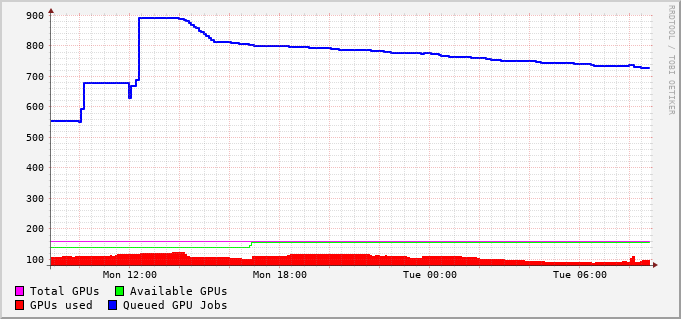 900
800
700
600
500
400
300
200
100
Mon 12:00 Mon 18:00 Tue 00:00 Tue 06:00
Total GPUs Available GPUs
GPUs used Queued GPU Jobs
RRDTOOL / TOBI OETIKER